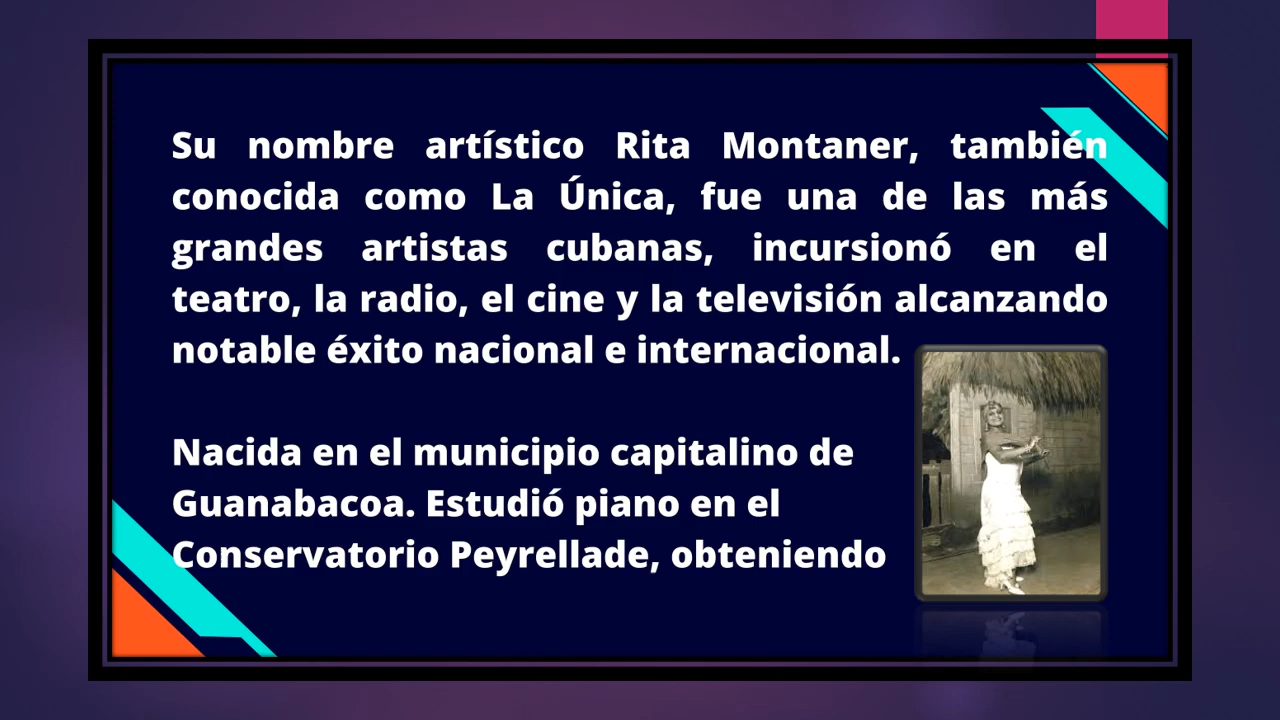 Su nombre artístico Rita Montaner, también
conocida como La Única, fue una de las más
grandes artistas cubanas, incursionó en el
teatro, la radio, el cine y la televisión alcanzando
notable éxito nacional e internacional.
Nacida en el municipio capitalino de
Guanabacoa. Estudió piano en el
Conservatorio Peyrellade, obteniendo